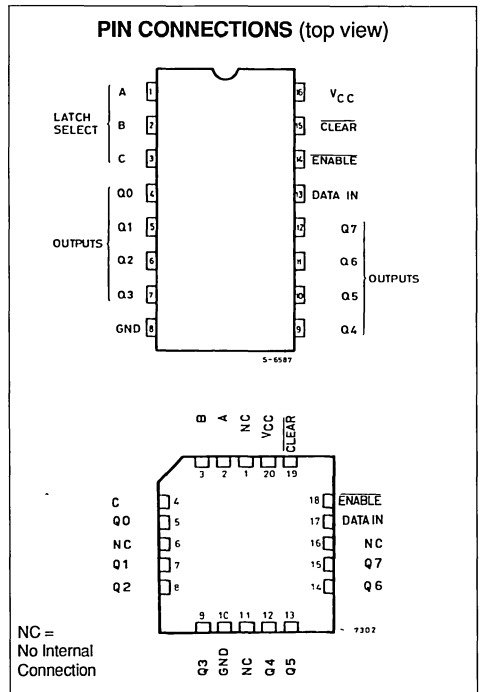 PIN CONNECTIONS (top view)
A 1 16 VCC
LATCH SELECT
B 2 15 CLEAR
C 3 14 ENABLE
Q0 4 13 DATA IN
Q1 5 12 Q7
OUTPUTS
Q2 6 11 Q6
OUTPUTS
Q3 7 10 Q5
GND 8 9 Q4
S-6587
B A NC VCC CLEAR
3 2 1 20 19
C 4 18 ENABLE
Q0 5 17 DATA IN
NC 6 16 NC
Q1 7 15 Q7
Q2 8 14 Q6
9 10 11 12 13
7302
Q3 GND NC Q4 Q5
NC =
No Internal
Connection